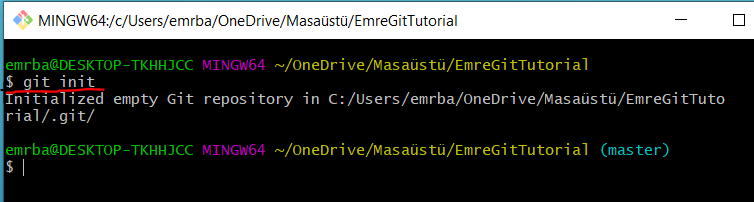 MINGW64:/c/Users/emrba/OneDrive/Masaüstü/EmreGitTutorial
emrba@DESKTOP-TKHHJCC MINGW64 ~/OneDrive/Masaüstü/EmreGitTutorial
$ git init
Initialized empty Git repository in C:/Users/emrba/OneDrive/Masaüstü/EmreGitTuto
rial/.git/
emrba@DESKTOP-TKHHJCC MINGW64 ~/OneDrive/Masaüstü/EmreGitTutorial (master)
$